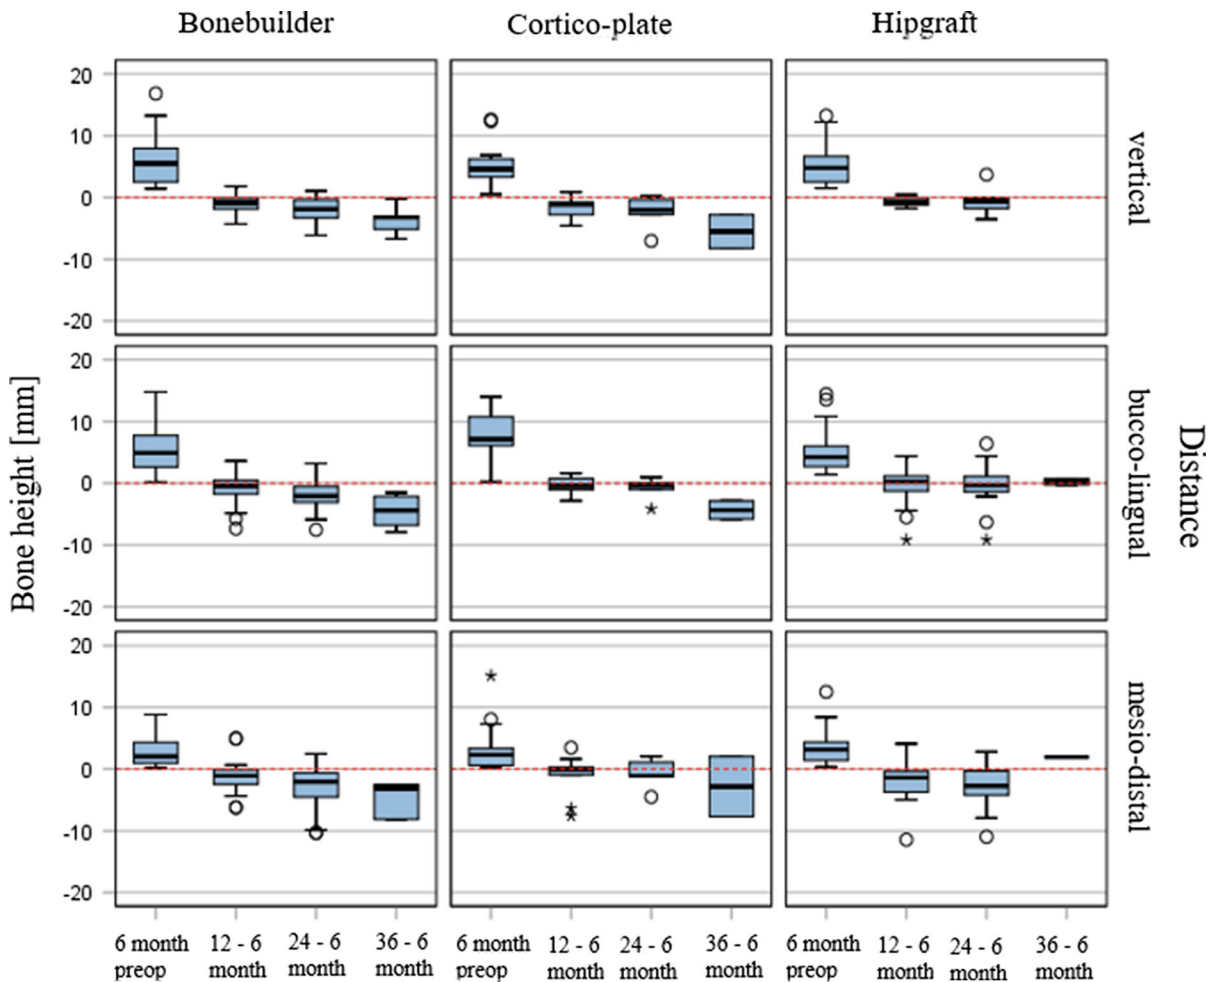 Bonebuilder Cortico-plate Hipgraft
20
10
0
-10
-20
vertical
20
10
0
-10
-20
bucco-lingual
20
10
0
-10
-20
mesio-distal
Bone height [mm]
Distance
6 month
preop
12 - 6
month
24 - 6
month
36 - 6
month
6 month
preop
12 - 6
month
24 - 6
month
36 - 6
month
6 month
preop
12 - 6
month
24 - 6
month
36 - 6
month